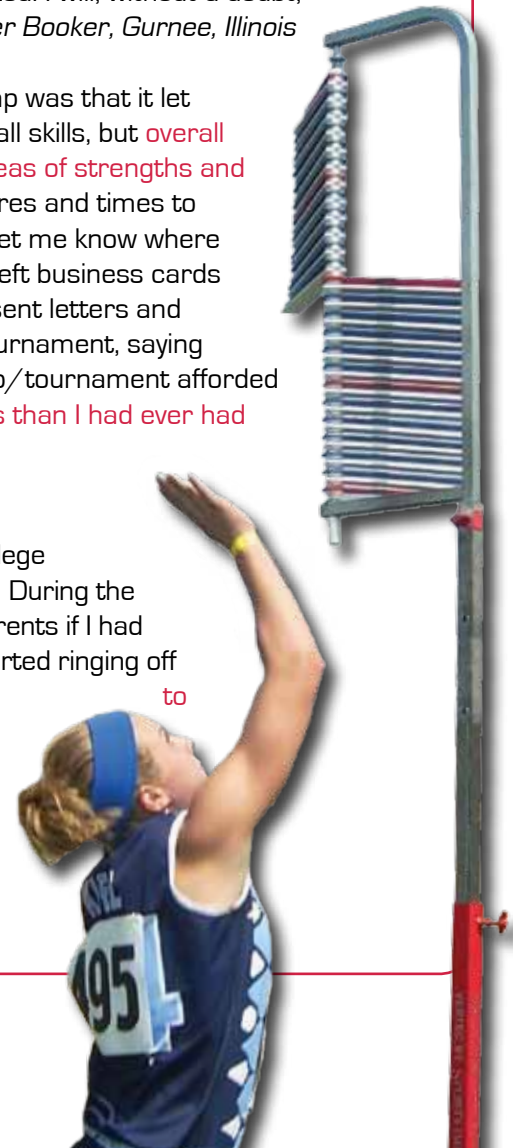 I will, without a doubt,
er Booker, Gurnee, Illinois
was that it let
all skills, but overall
eas of strengths and
res and times to
et me know where
eft business cards
sent letters and
urnament, saying
o/tournament afforded
s than I had ever had
lege
During the
rents if I had
rted ringing off
to
495